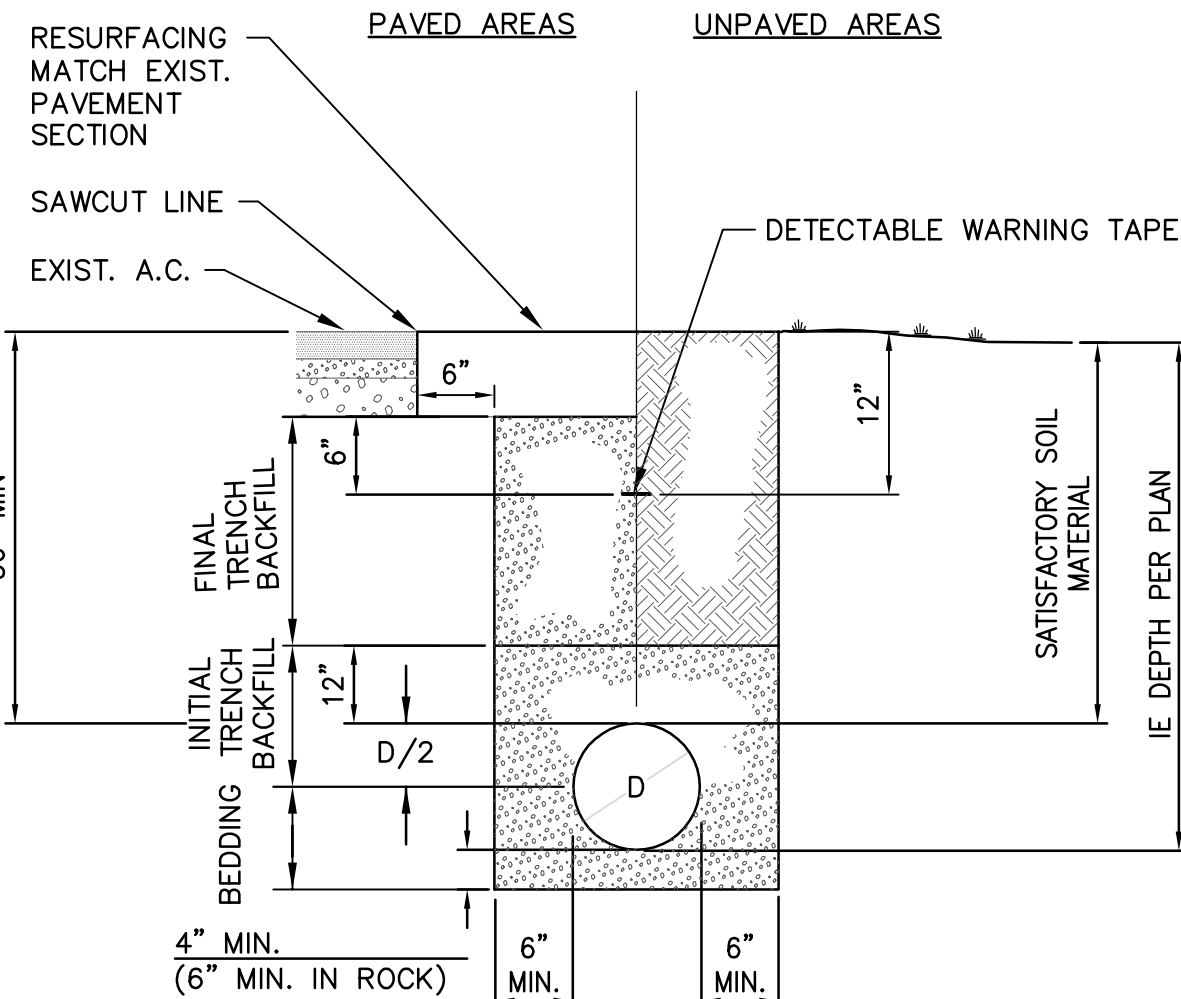 PAVED AREAS
UNPAVED AREAS
RESURFACING
MATCH EXIST.
PAVEMENT
SECTION
SAWCUT LINE
EXIST. A.C.
DETECTABLE WARNING TAPE
6"
6"
12"
FINAL
TRENCH
BACKFILL
SATISFACTORY SOIL
MATERIAL
IE DEPTH PER PLAN
INITIAL
TRENCH
BACKFILL
12"
D/2
D
BEDDING
4" MIN.
(6" MIN. IN ROCK)
6"
MIN.
6"
MIN.